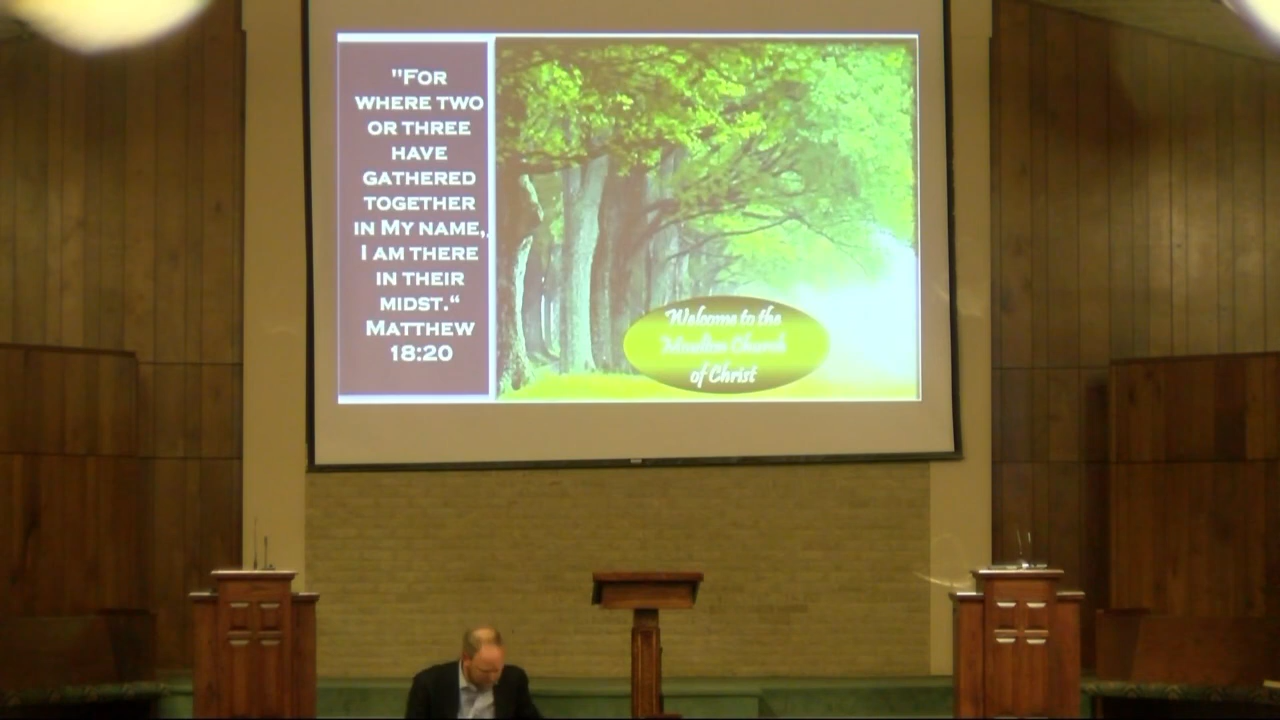 "FOR
WHERE TWO
OR THREE
HAVE
GATHERED
TOGETHER
IN MY NAME,
I AM THERE
IN THEIR
MIDST.“
MATTHEW
18:20
Welcome to the
Church
of Christ